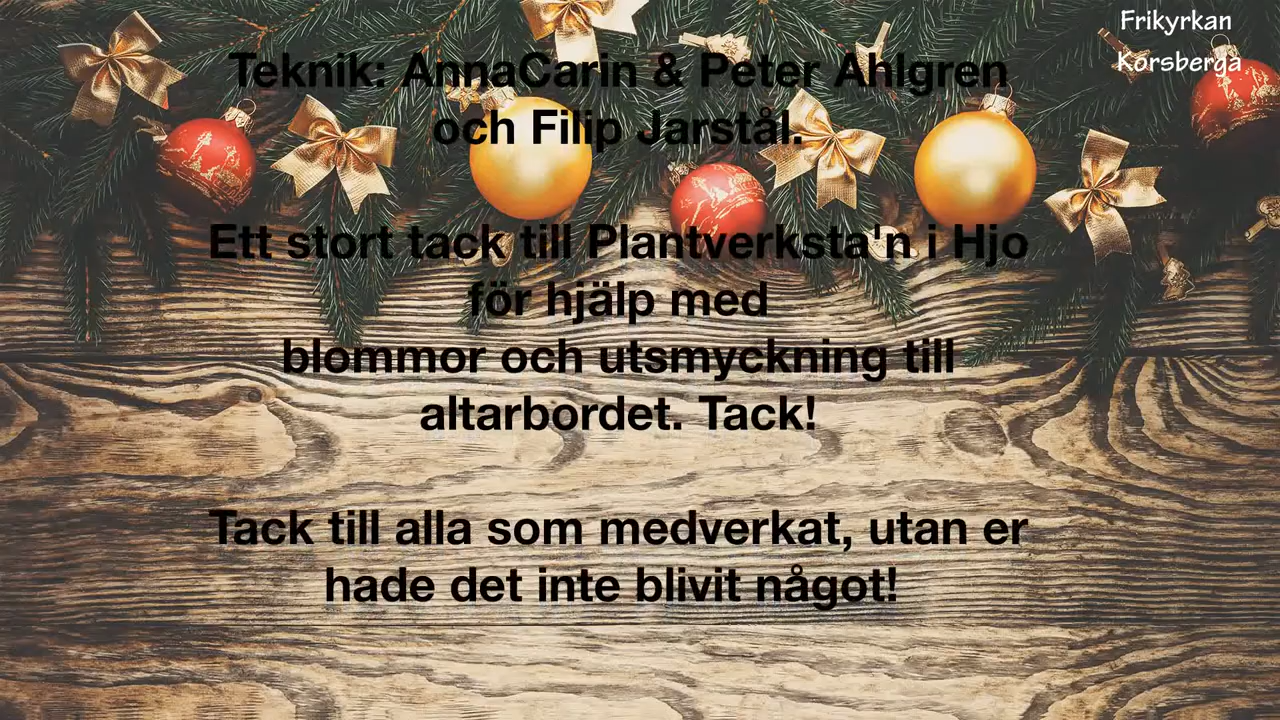 Frikyrkan
Korsberga
Teknik: AnnaCarin & Peter Ahlgren
och Filip Jarstål.
Ett stort tack till Plantverksta'n i Hjo
för hjälp med
blommor och utsmyckning till
altarbordet. Tack!
Tack till alla som medverkat, utan er
hade det inte blivit något!